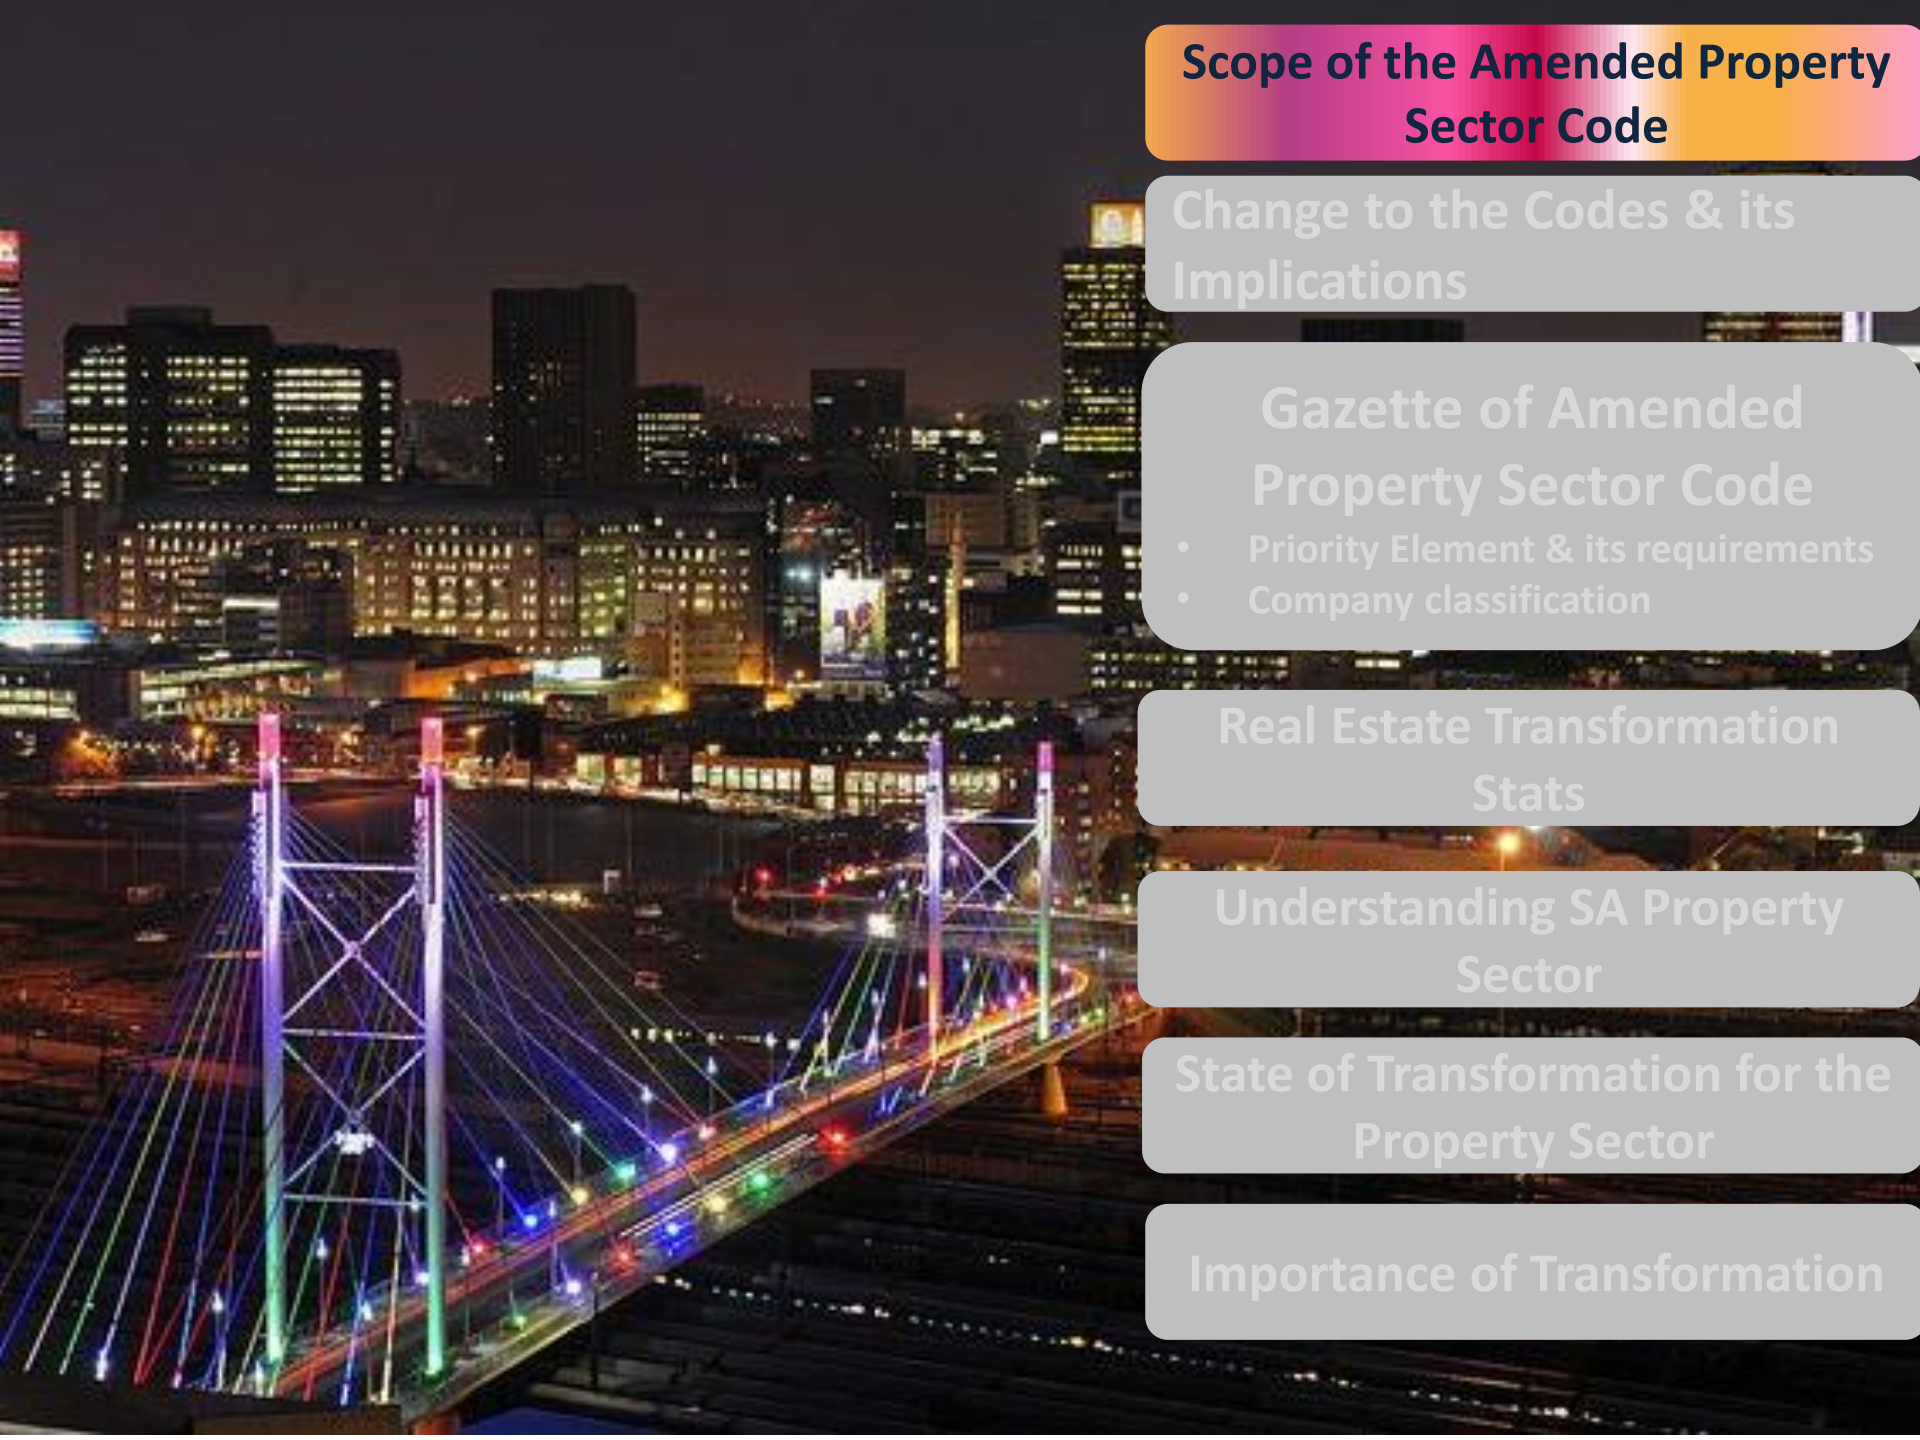 Scope of the Amended Property
Sector Code
Change to the Codes & its
Implications
Gazette of Amended
Property Sector Code
• Priority Element & its requirements
• Company classification
Real Estate Transformation
Stats
Understanding SA Property
Sector
State of Transformation for the
Property Sector
Importance of Transformation